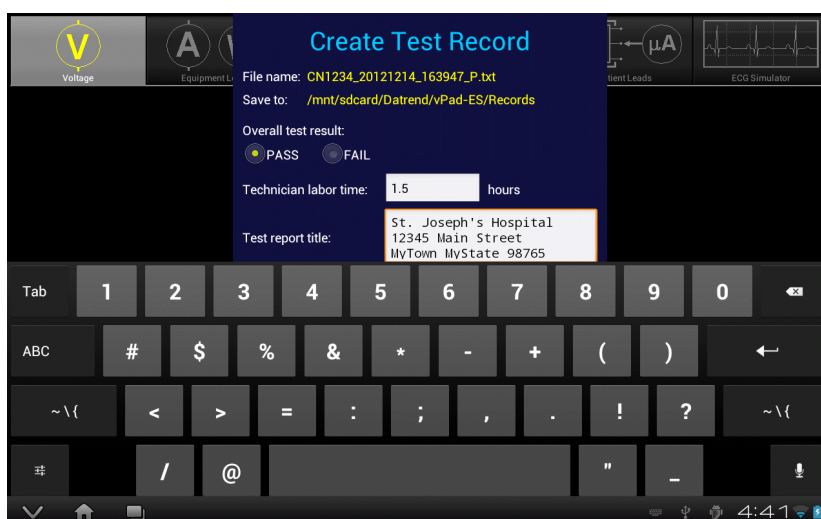 V
A
V
μA
Voltage
Equipment L
tient Leads
ECG Simulator
Create Test Record
File name: CN1234_20121214_163947_P.txt
Save to: /mnt/sdcard/Datrend/vPad-ES/Records
Overall test result:
PASS FAIL
Technician labor time: 1.5 hours
Test report title:
St. Joseph's Hospital
12345 Main Street
MyTown MyState 98765
Tab 1 2 3 4 5 6 7 8 9 0
ABC # $ % & * - + ( )
~\{ < > = : ; , . ! ? ~\{
/ @ " _
4:41